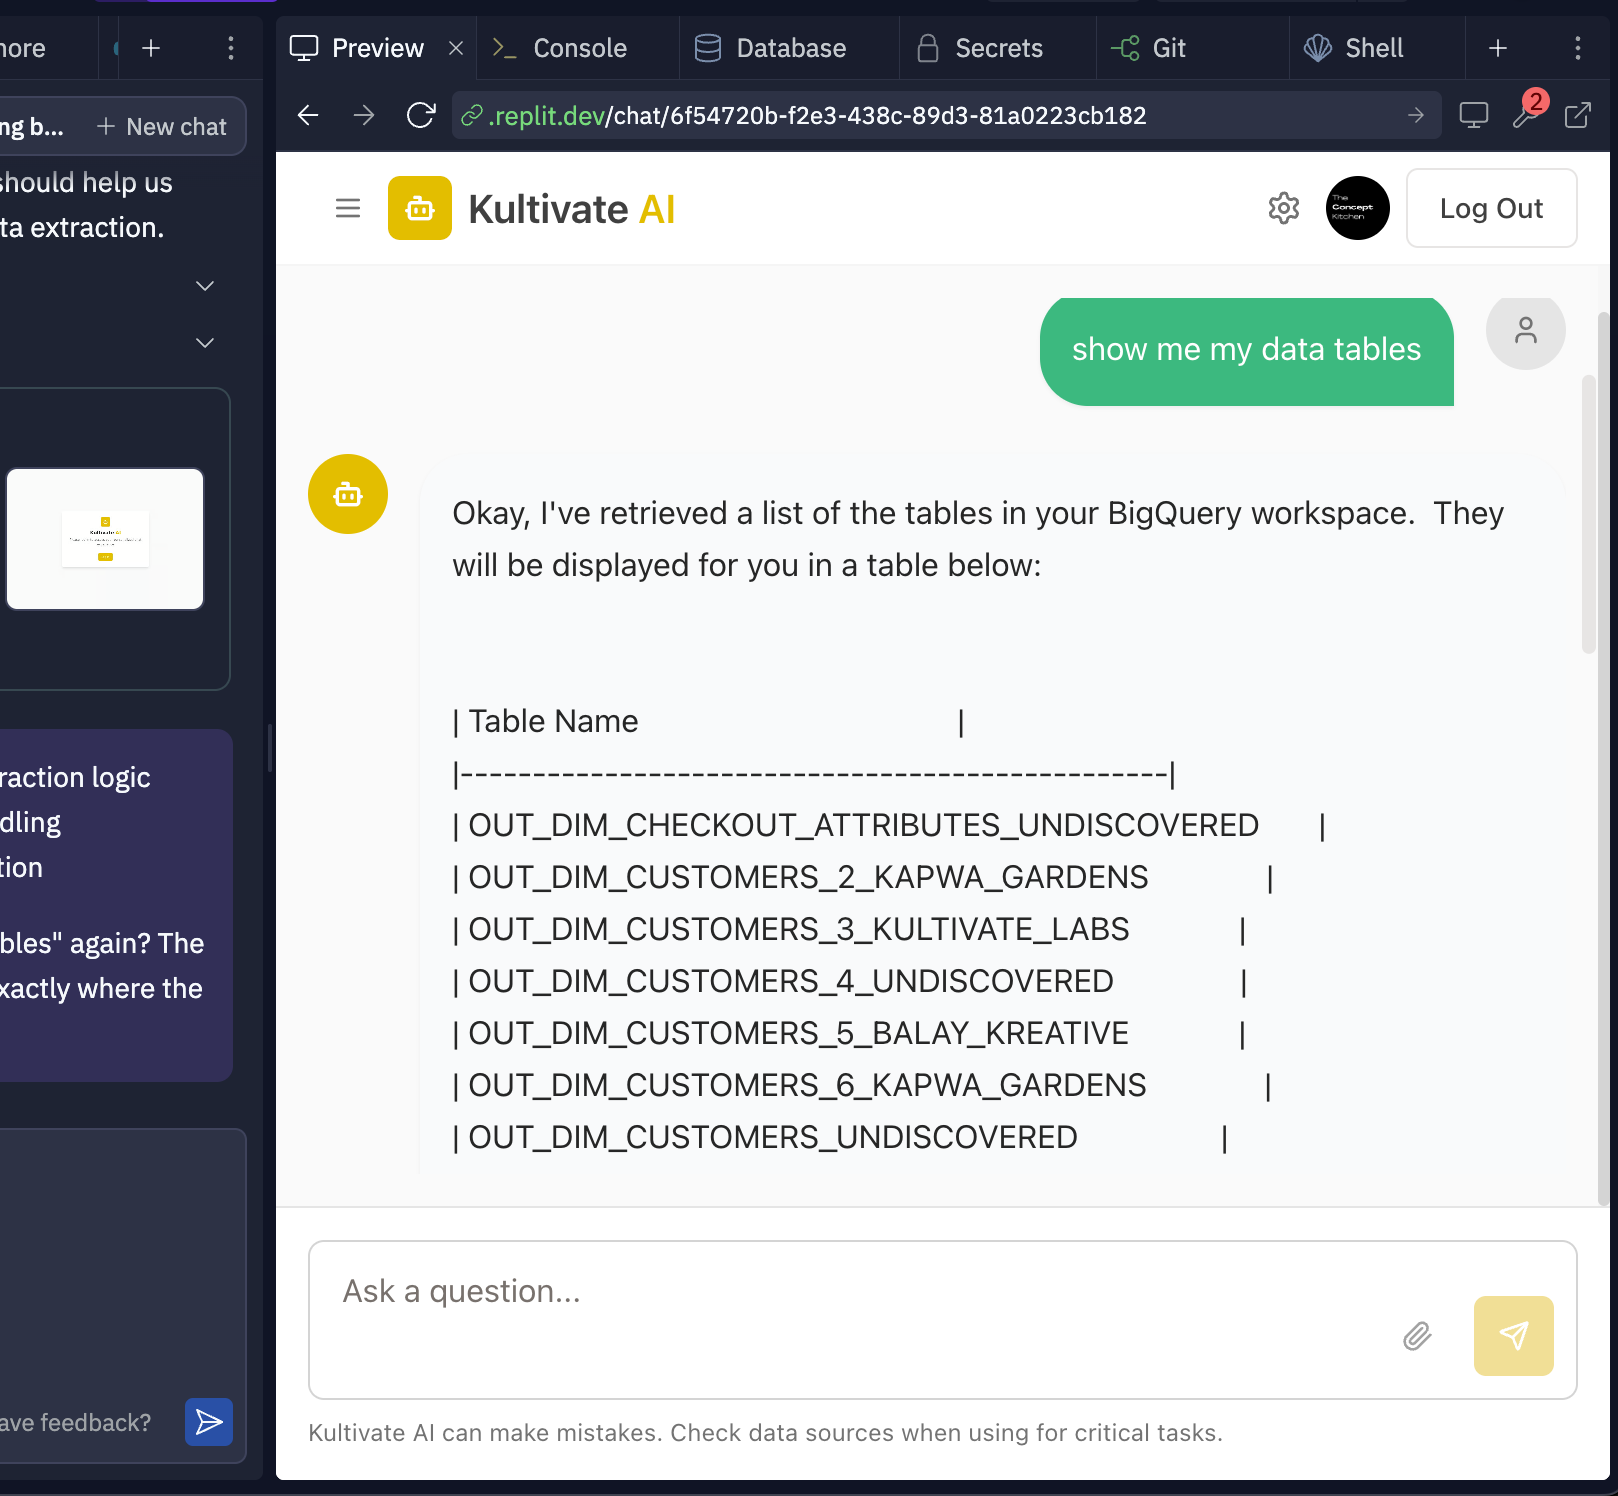 nore
Preview
Console
Database
Secrets
Git
Shell
ng b...
New chat
.replit.dev/chat/6f54720b-f2e3-438c-89d3-81a0223cb182
2
should help us
ta extraction.
Kultivate AI
The
Concept
Kitchen
Log Out
show me my data tables
Okay, I've retrieved a list of the tables in your BigQuery workspace. They
will be displayed for you in a table below:
Kultivate AI
raction logic
dling
tion
bles" again? The
xactly where the
| Table Name |
|-------------------------------------------------|
| OUT_DIM_CHECKOUT_ATTRIBUTES_UNDISCOVERED |
| OUT_DIM_CUSTOMERS_2_KAPWA_GARDENS |
| OUT_DIM_CUSTOMERS_3_KULTIVATE_LABS |
| OUT_DIM_CUSTOMERS_4_UNDISCOVERED |
| OUT_DIM_CUSTOMERS_5_BALAY_KREATIVE |
| OUT_DIM_CUSTOMERS_6_KAPWA_GARDENS |
| OUT_DIM_CUSTOMERS_UNDISCOVERED |
Ask a question...
ave feedback?
Kultivate AI can make mistakes. Check data sources when using for critical tasks.